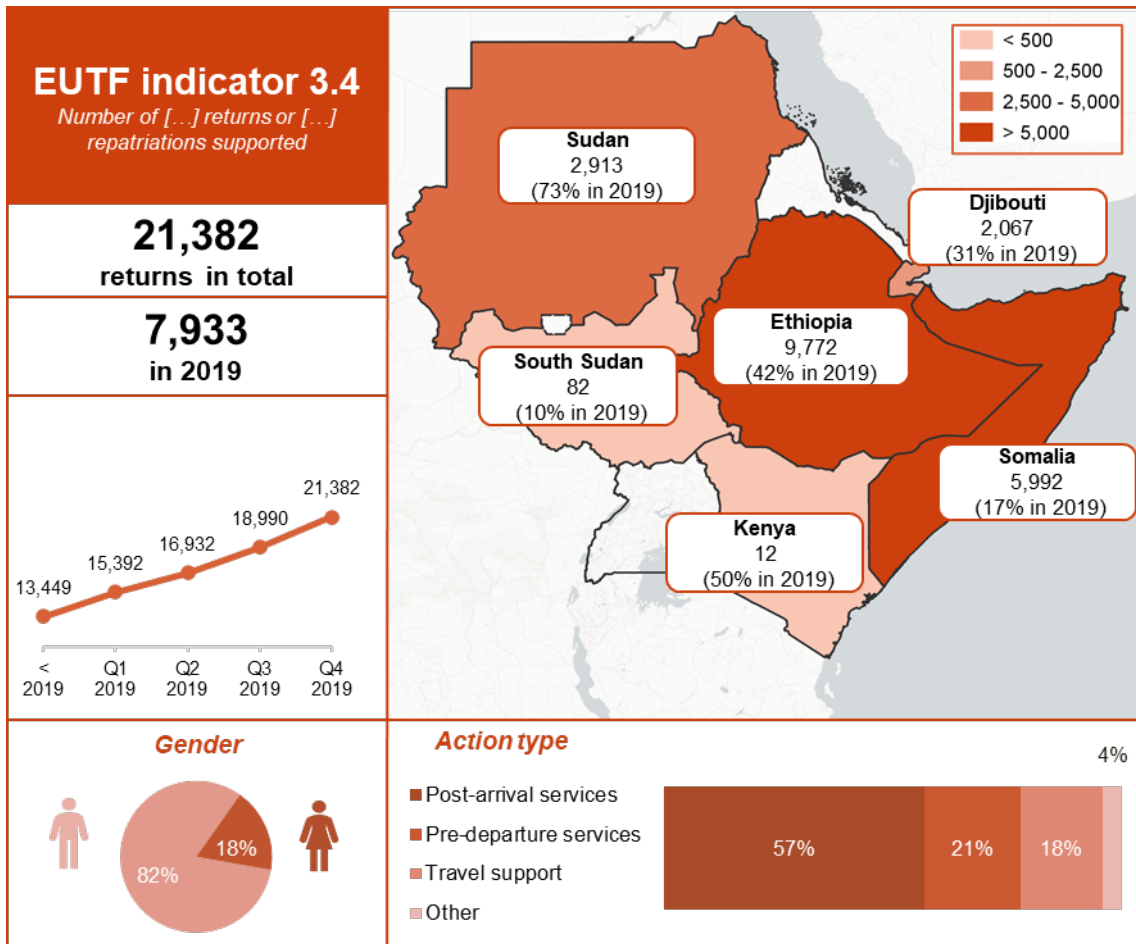 EUTF indicator 3.4
Number of […] returns or […]
repatriations supported
21,382
returns in total
7,933
in 2019
13,449
15,392
16,932
18,990
21,382
<
2019
Q1
2019
Q2
2019
Q3
2019
Q4
2019
< 500
500 - 2,500
2,500 - 5,000
> 5,000
Sudan
2,913
(73% in 2019)
Djibouti
2,067
(31% in 2019)
Ethiopia
9,772
(42% in 2019)
South Sudan
82
(10% in 2019)
Somalia
5,992
(17% in 2019)
Kenya
12
(50% in 2019)
Gender
18%
82%
Action type
Post-arrival services
Pre-departure services
Travel support
Other
57%
21%
18%
4%